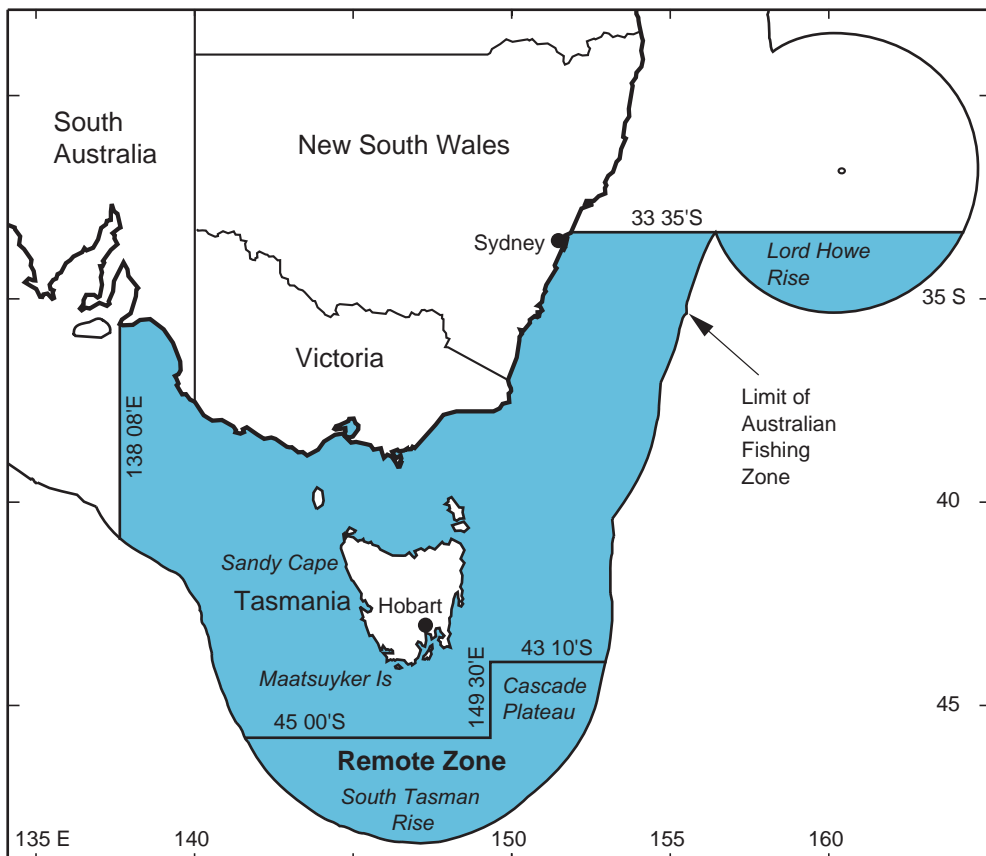 South
Australia
New South Wales
33 35'S
Sydney
Lord Howe
Rise
35 S
Victoria
Limit of
Australian
Fishing
Zone
138 08'E
40
Sandy Cape
Tasmania
Hobart
43 10'S
149 30'E
Maatsuyker Is
Cascade
Plateau
45 00'S
45
Remote Zone
South Tasman
Rise
135 E
140
150
155
160